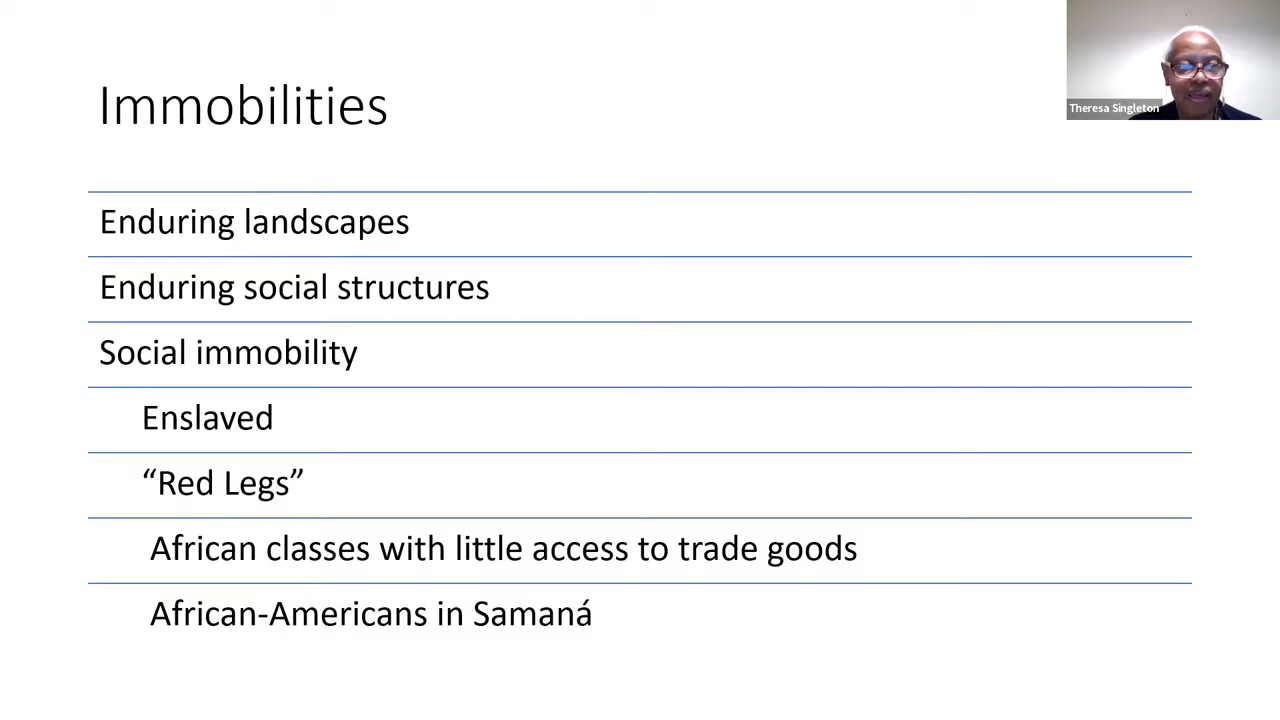 Immobilities
Theresa Singleton
Enduring landscapes
Enduring social structures
Social immobility
Enslaved
“Red Legs”
African classes with little access to trade goods
African-Americans in Samaná